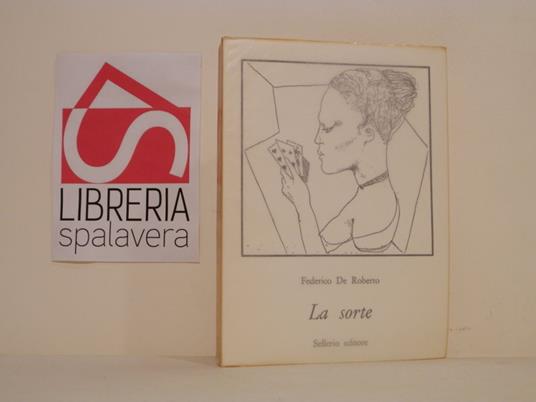 LIBRERIA
spalavera
Federico De Roberto
La sorte
Sellerio editore